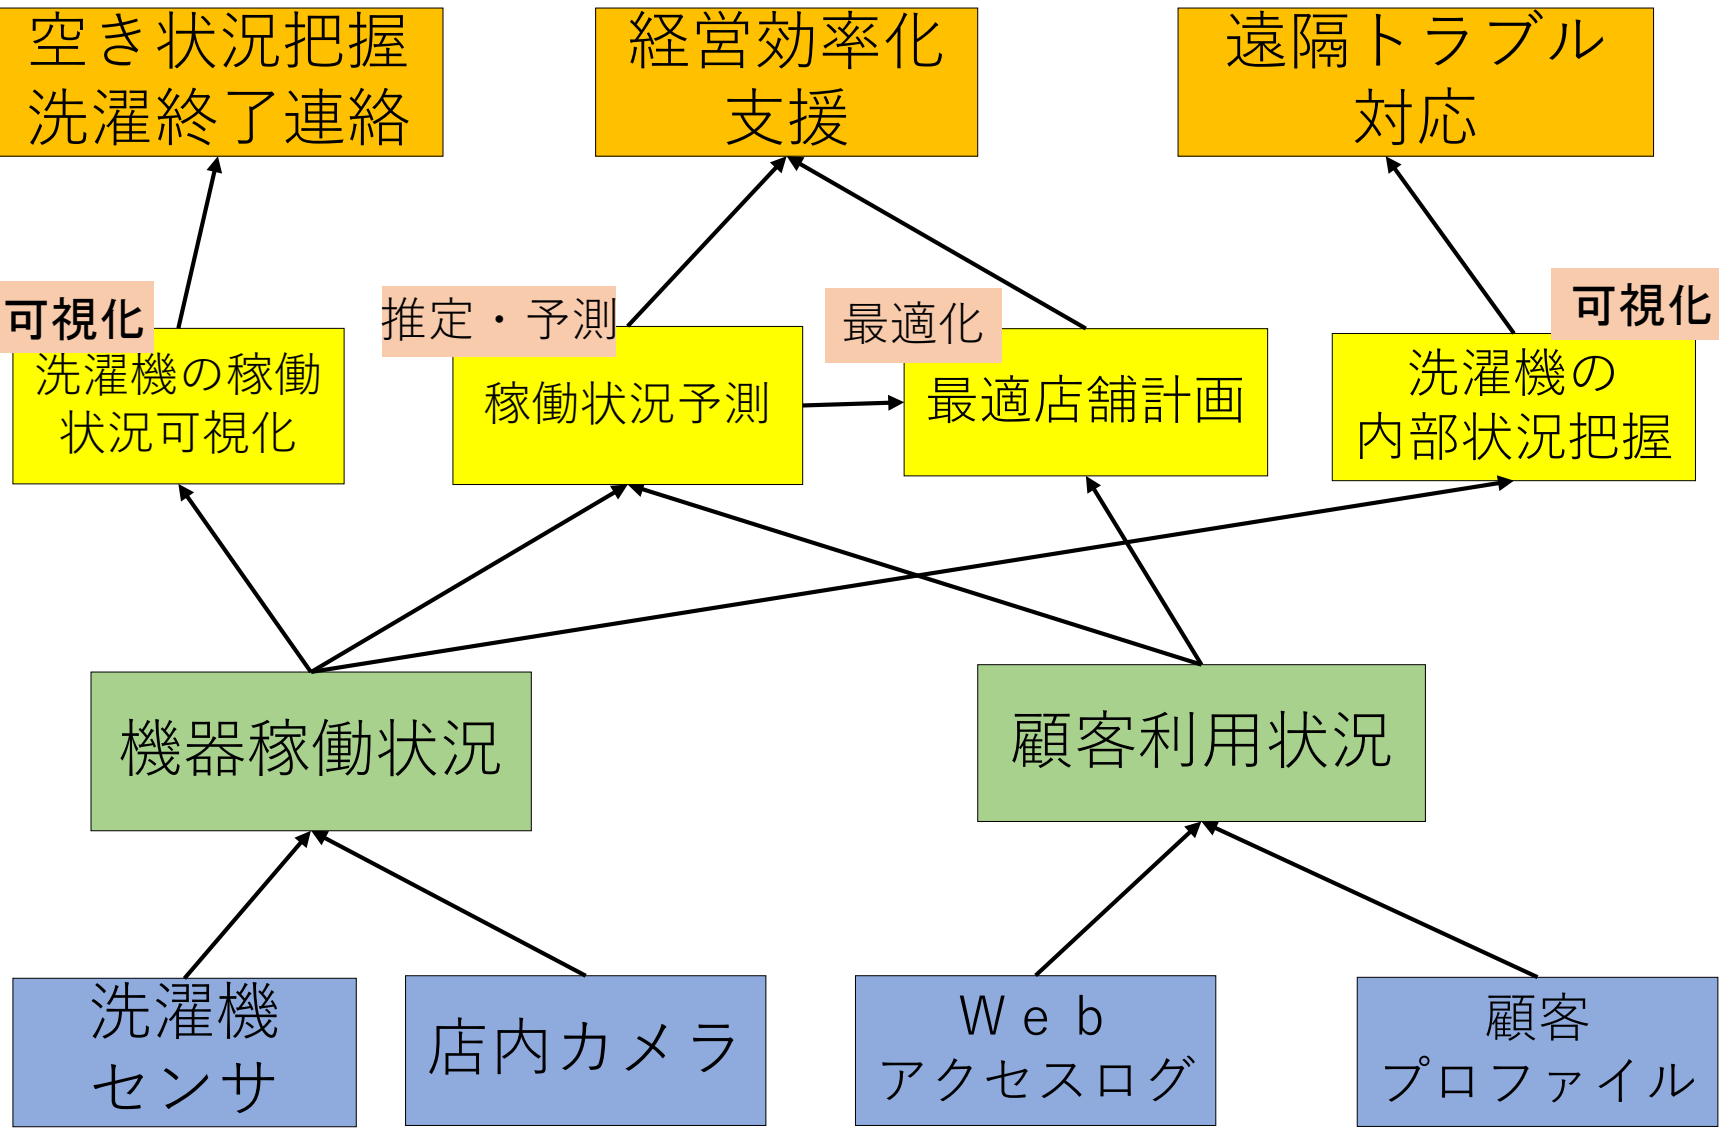 空き状況把握
洗濯終了連絡
経営効率化
支援
遠隔トラブル
対応
可視化
推定・予測
最適化
可視化
洗濯機の稼働
状況可視化
稼働状況予測
最適店舗計画
洗濯機の
内部状況把握
機器稼働状況
顧客利用状況
洗濯機
センサ
店内カメラ
Ｗｅｂ
アクセスログ
顧客
プロファイル